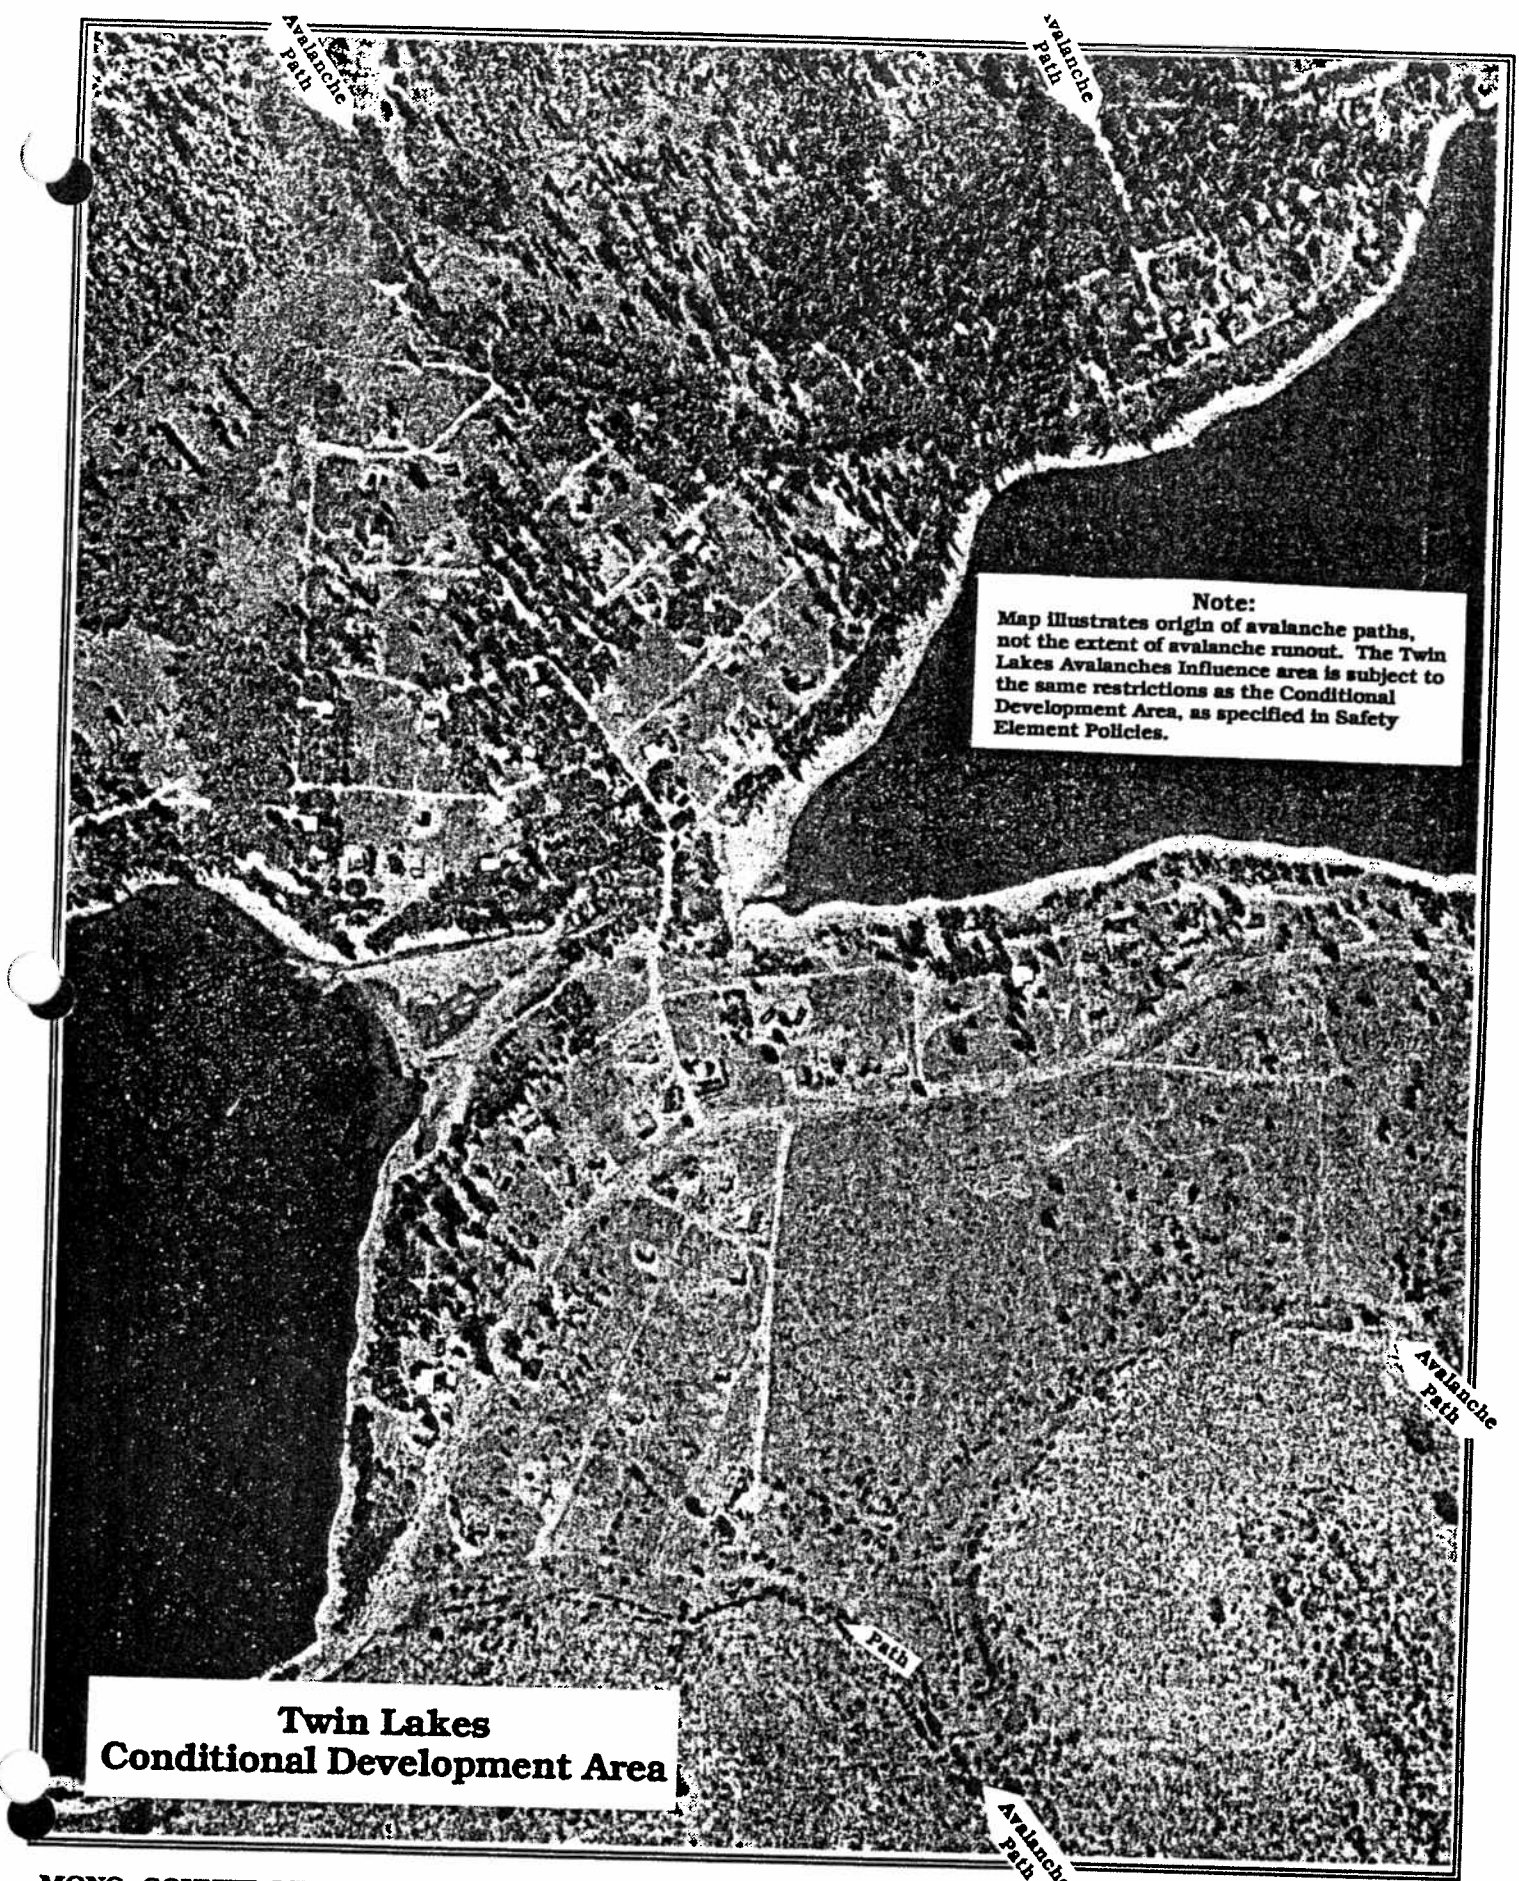 Avalanche
Path
Avalanche
Path
Note:
Map illustrates origin of avalanche paths,
not the extent of avalanche runout. The Twin
Lakes Avalanches Influence area is subject to
the same restrictions as the Conditional
Development Area, as specified in Safety
Element Policies.
Avalanche
Path
Path
Twin Lakes
Conditional Development Area
Avalanche
Path